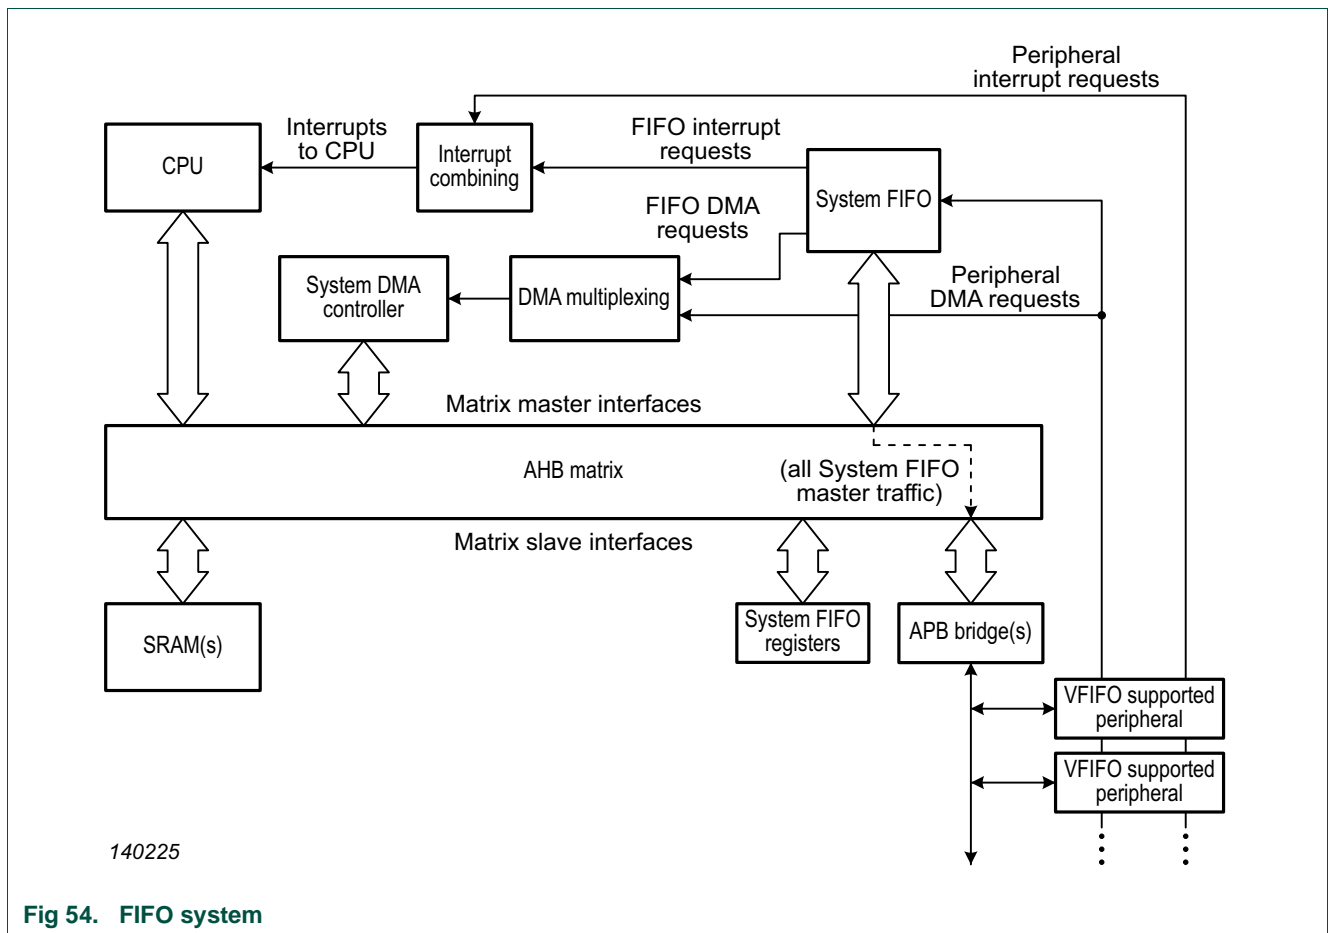 Peripheral
interrupt requests
Interrupts
to CPU
FIFO interrupt
requests
CPU
Interrupt
combining
System FIFO
FIFO DMA
requests
System DMA
controller
DMA multiplexing
Peripheral
DMA requests
Matrix master interfaces
AHB matrix
(all System FIFO
master traffic)
Matrix slave interfaces
SRAM(s)
System FIFO
registers
APB bridge(s)
VFIFO supported
peripheral
VFIFO supported
peripheral
140225
Fig 54. FIFO system